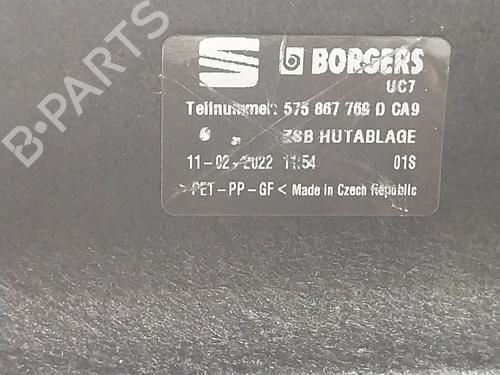 BORGERS
UC7
Teilnummer: 575 867 769 D CA9
ZSB HUTABLAGE
11-02-2022 11:54 01S
>PET-PP-GF< Made in Czech Republic
B-PARTS